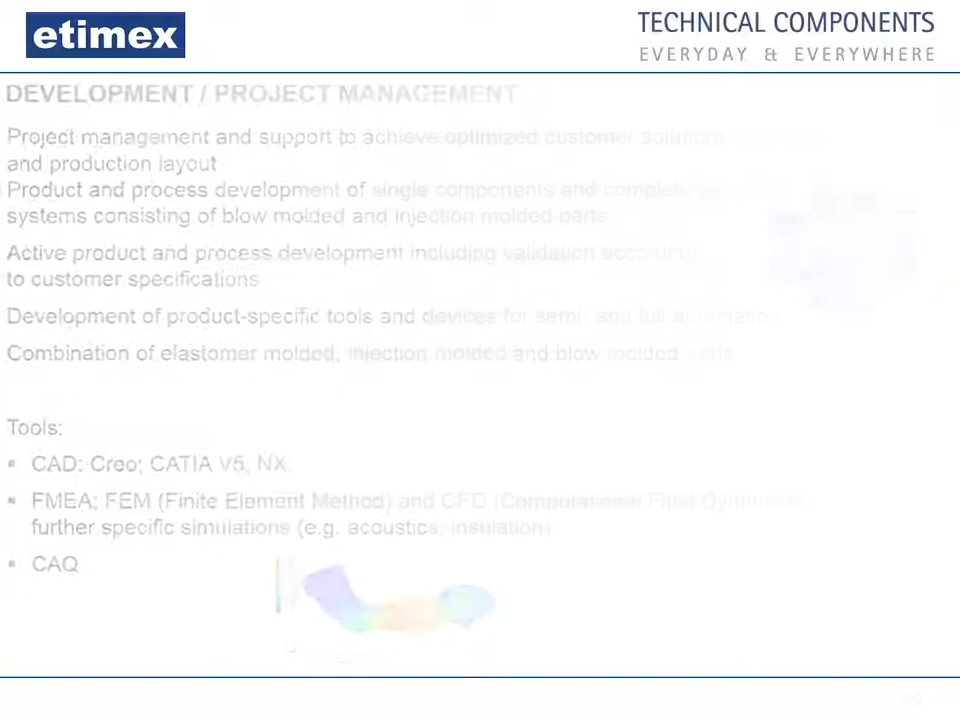 etimex
TECHNICAL COMPONENTS
EVERYDAY & EVERYWHERE
DEVELOPMENT / PROJECT MANAGEMENT
Project management and support to achieve optimized customer solutions
and production layout
Product and process development of single components and complete
systems consisting of blow molded and injection molded parts
Active product and process development including validation according
to customer specifications
Development of product-specific tools and devices for semi- and full automation
Combination of elastomer molded, injection molded and blow molded parts
Tools:
▪ CAD: Creo; CATIA V5; NX;
▪ FMEA; FEM (Finite Element Method) and CFD (Computational Fluid Dynamics)
further specific simulations (e.g. acoustics, insulation)
▪ CAQ